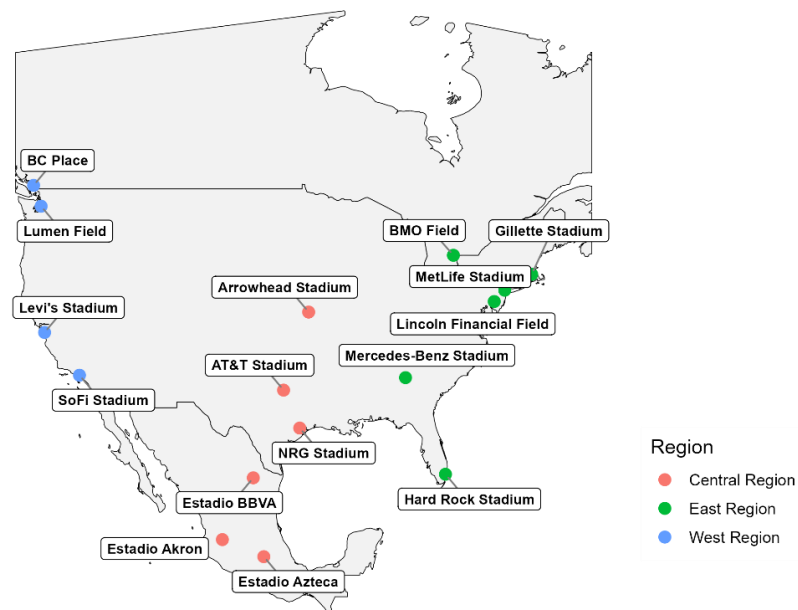 BC Place
Lumen Field
BMO Field
Gillette Stadium
MetLife Stadium
Arrowhead Stadium
Levi's Stadium
Lincoln Financial Field
Mercedes-Benz Stadium
AT&T Stadium
SoFi Stadium
NRG Stadium
Hard Rock Stadium
Estadio BBVA
Estadio Akron
Estadio Azteca
Region
Central Region
East Region
West Region